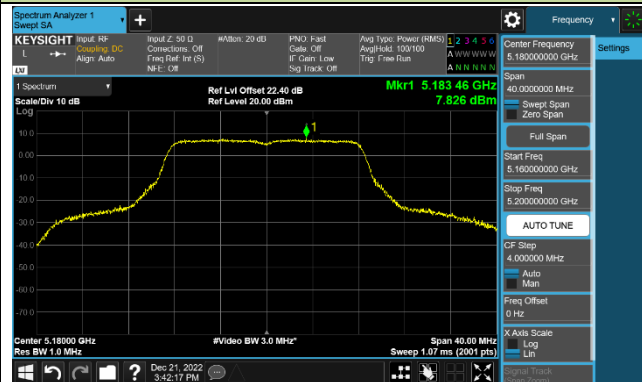 Spectrum Analyzer 1
Swept SA
Frequency
KEYSIGHT
Input: RF
Coupling: DC
Align: Auto
Input Z: 50 Ω
Corrections: Off
Freq Ref: Int (S)
NFE: Off
#Atten: 20 dB
PNO: Fast
Gate: Off
IF Gain: Low
Sig Track: Off
Avg Type: Power (RMS)
Avg|Hold: 100/100
Trig: Free Run
1 2 3 4 5 6
A W W W W W
A N N N N N
L
LXI
1 Spectrum
Scale/Div 10 dB
Log
Ref Lvl Offset 22.40 dB
Ref Level 20.00 dBm
Mkr1 5.183 46 GHz
7.826 dBm
1
10.0
0.00
-10.0
-20.0
-30.0
-40.0
-50.0
-60.0
-70.0
Center 5.18000 GHz
Res BW 1.0 MHz
#Video BW 3.0 MHz*
Span 40.00 MHz
Sweep 1.07 ms (2001 pts)
Dec 21, 2022
3:42:17 PM
Center Frequency
5.180000000 GHz
Span
40.0000000 MHz
Swept Span
Zero Span
Full Span
Start Freq
5.160000000 GHz
Stop Freq
5.200000000 GHz
AUTO TUNE
CF Step
4.000000 MHz
Auto
Man
Freq Offset
0 Hz
X Axis Scale
Log
Lin
Signal Track
(Span Zoom)
Settings